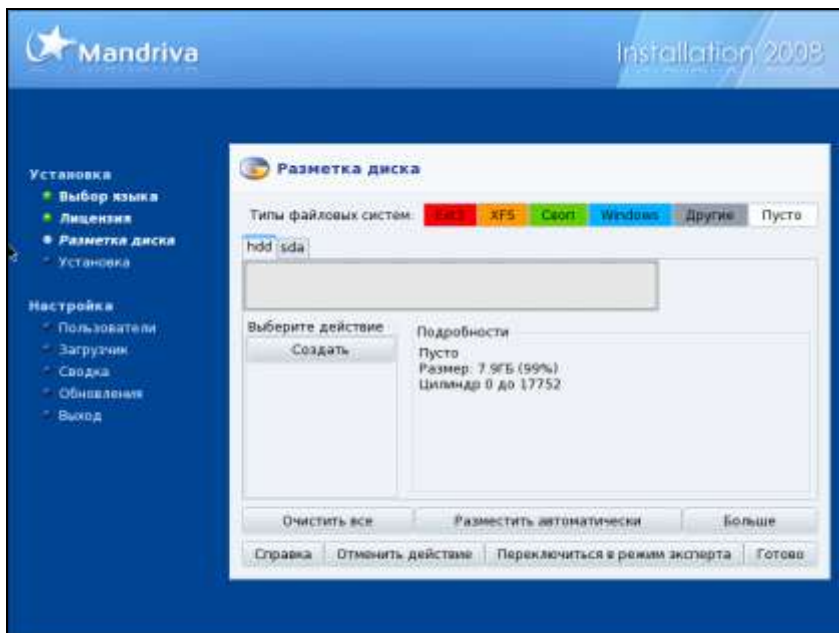 Mandriva
Installation 2008
Установка
Выбор языка
Лицензия
Разметка диска
Установка
Настройка
Пользователи
Загрузчик
Сводка
Обновления
Выход
Разметка диска
Типы файловых систем: Ext3 XFS Своп Windows Другие Пусто
hdd sda
Выберите действие
Создать
Подробности
Пусто
Размер: 7.9ГБ (99%)
Цилиндр 0 до 17752
Очистить все Разместить автоматически Больше
Справка Отменить действие Переключиться в режим эксперта Готово